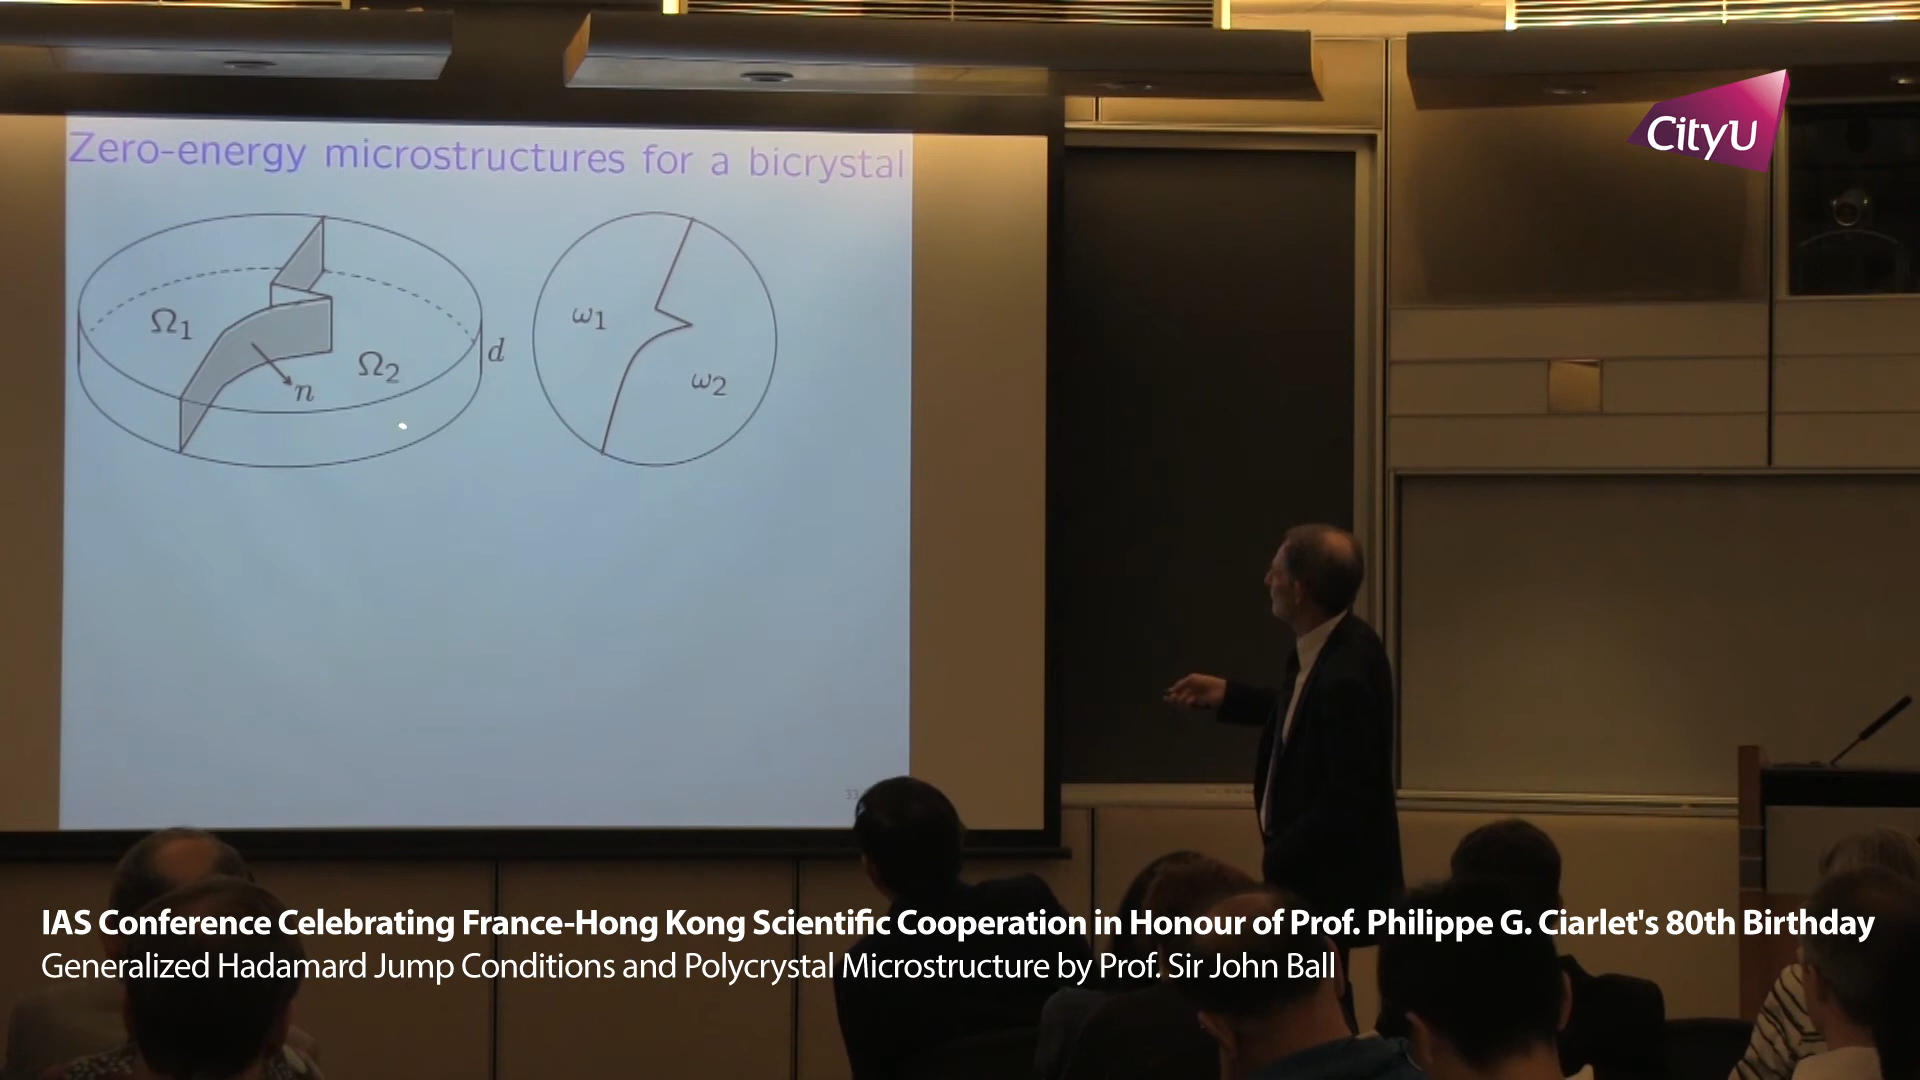 CityU
Zero-energy microstructures for a bicrystal
Ω1
Ω2
d
n
ω1
ω2
33
IAS Conference Celebrating France-Hong Kong Scientific Cooperation in Honour of Prof. Philippe G. Ciarlet's 80th Birthday
Generalized Hadamard Jump Conditions and Polycrystal Microstructure by Prof. Sir John Ball